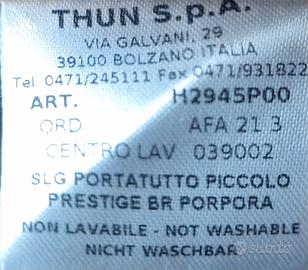 THUN S.p.A.
VIA GALVANI, 29
39100 BOLZANO ITALIA
Tel 0471/245111 Fax 0471/931822
ART. H2945P00
ORD AFA 21 3
CENTRO LAV 039002
SLG PORTATUTTO PICCOLO
PRESTIGE BR PORPORA
NON LAVABILE - NOT WASHABLE
NICHT WASCHBAR
subito